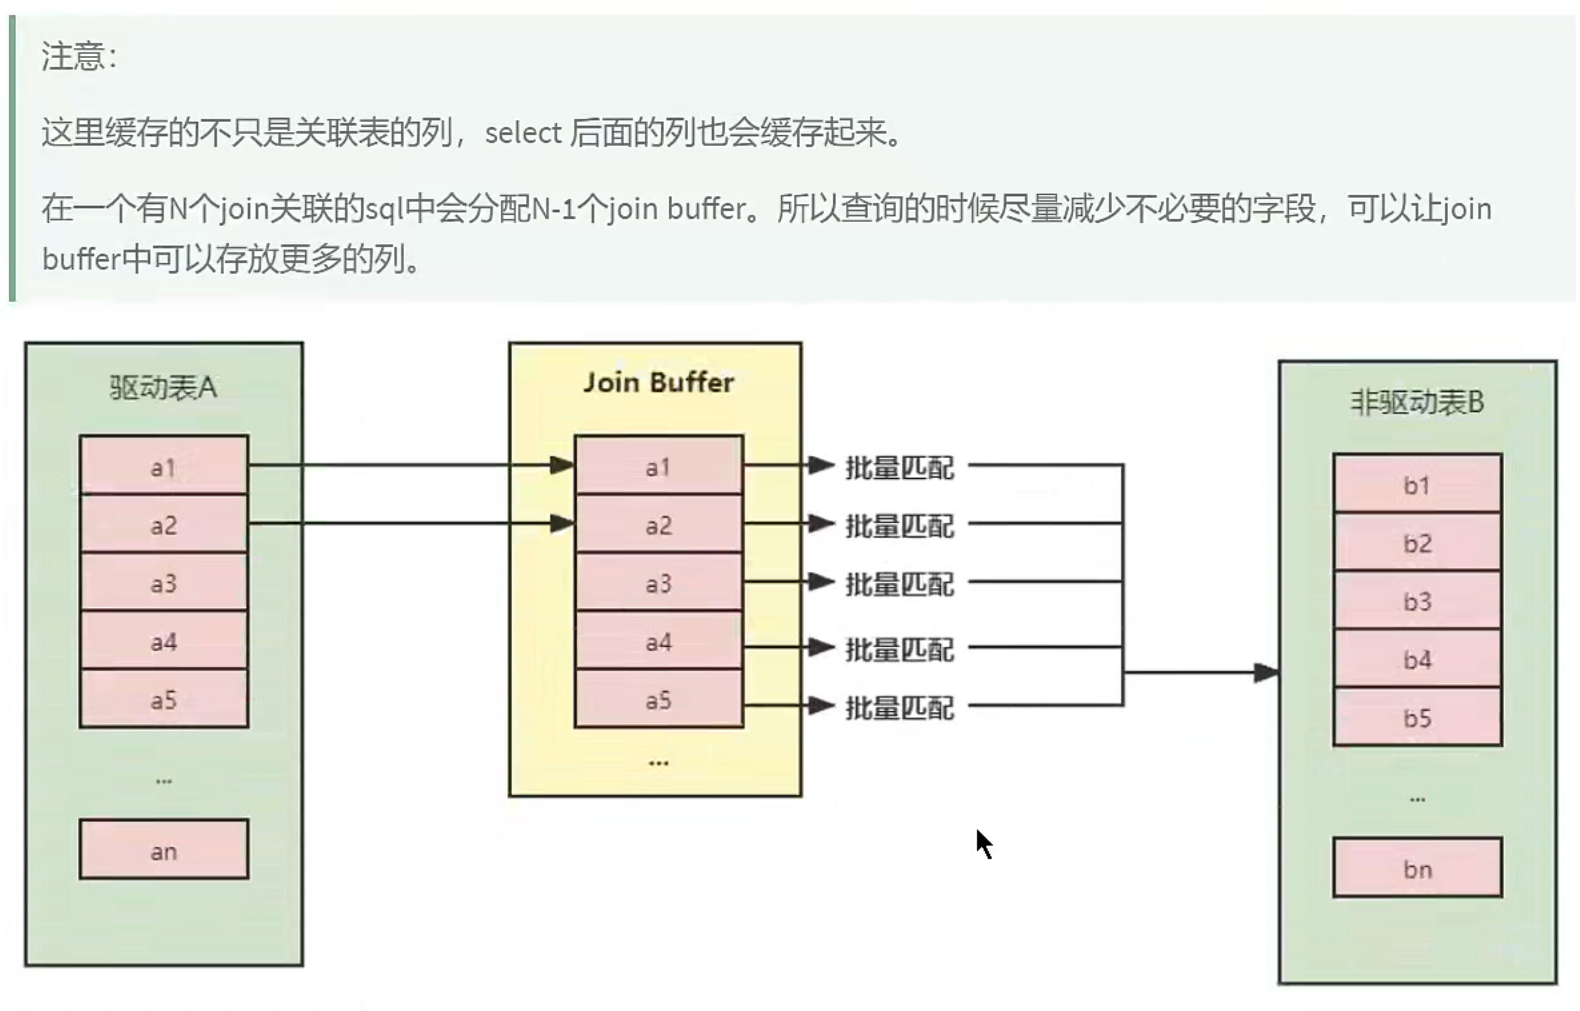 注意：
这里缓存的不只是关联表的列，select 后面的列也会缓存起来。
在一个有N个join关联的sql中会分配N-1个join buffer。所以查询的时候尽量减少不必要的字段，可以让join
buffer中可以存放更多的列。
驱动表A
a1
a2
a3
a4
a5
...
an
Join Buffer
a1
a2
a3
a4
a5
...
批量匹配
批量匹配
批量匹配
批量匹配
批量匹配
非驱动表B
b1
b2
b3
b4
b5
...
bn